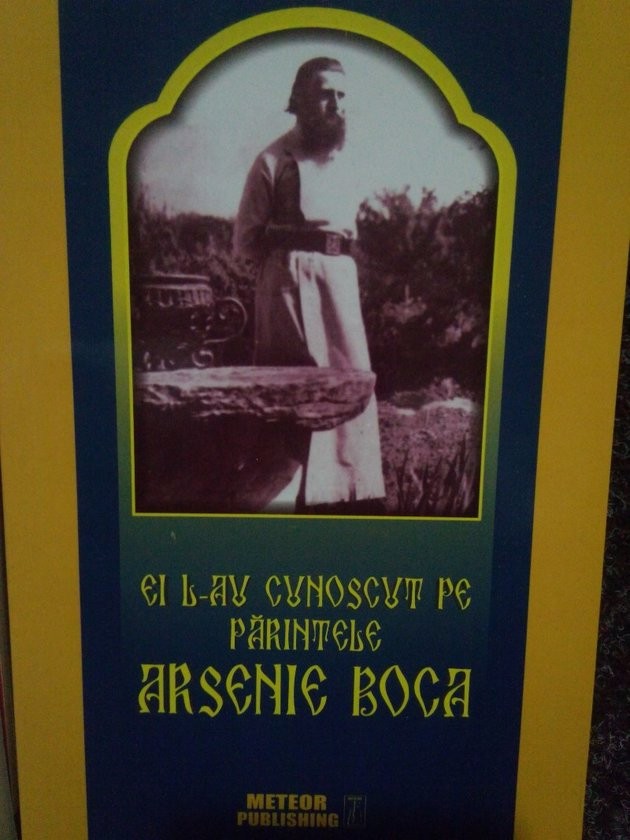 EI L-AU CUNOSCUT PE
PĂRINTELE
ARSENIE BOCA
METEOR
PUBLISHING